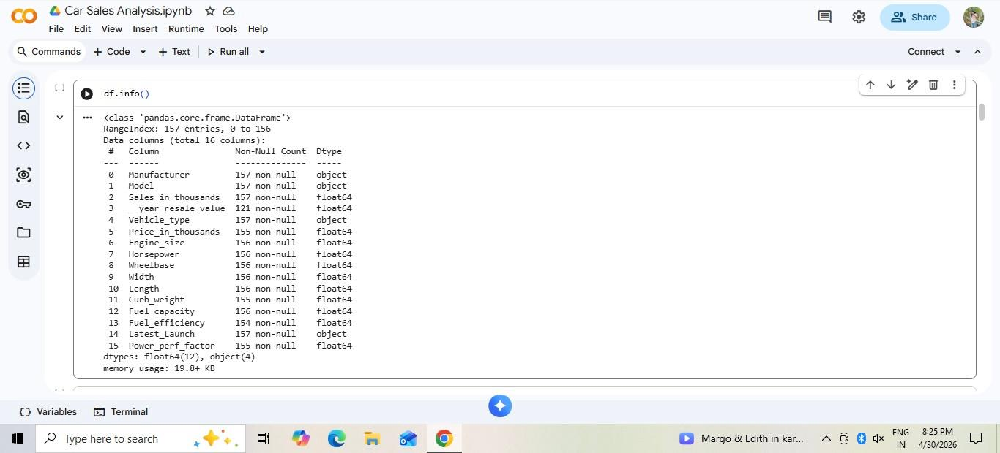 Car Sales Analysis.ipynb
File Edit View Insert Runtime Tools Help
Share
Commands + Code + Text Run all
Connect
[ ]
df.info()
... <class 'pandas.core.frame.DataFrame'>
RangeIndex: 157 entries, 0 to 156
Data columns (total 16 columns):
 #   Column               Non-Null Count  Dtype
---  ------               --------------  -----
 0   Manufacturer         157 non-null    object
 1   Model                157 non-null    object
 2   Sales_in_thousands   157 non-null    float64
 3   __year_resale_value  121 non-null    float64
 4   Vehicle_type         157 non-null    object
 5   Price_in_thousands   155 non-null    float64
 6   Engine_size          156 non-null    float64
 7   Horsepower           156 non-null    float64
 8   Wheelbase            156 non-null    float64
 9   Width                156 non-null    float64
 10  Length               156 non-null    float64
 11  Curb_weight          155 non-null    float64
 12  Fuel_capacity        156 non-null    float64
 13  Fuel_efficiency      154 non-null    float64
 14  Latest_Launch        157 non-null    object
 15  Power_perf_factor    155 non-null    float64
dtypes: float64(12), object(4)
memory usage: 19.8+ KB
{} Variables Terminal
Type here to search
Margo & Edith in kar...
ENG
IN
8:25 PM
4/30/2026